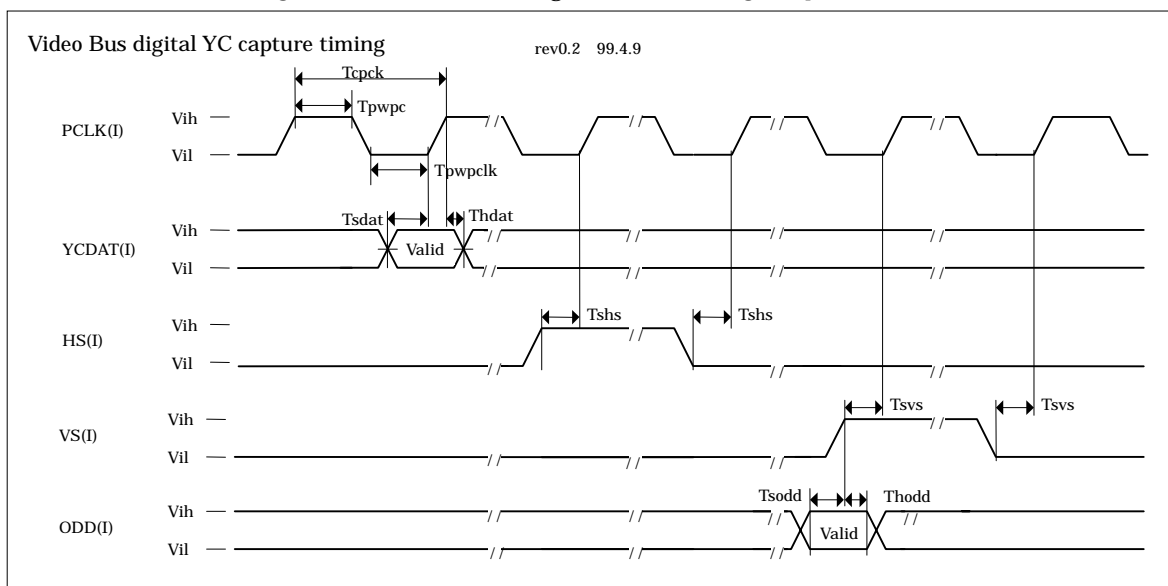 Video Bus digital YC capture timing rev0.2 99.4.9
Tcpck
Tpwpc
PCLK(I) Vih
Vil
Tpwpclk
Tsdat Thdat
YCDAT(I) Vih
Valid
Vil
HS(I) Vih
Tshs Tshs
Vil
VS(I) Vih
Tsvs Tsvs
Vil
Tsodd Thodd
ODD(I) Vih
Valid
Vil